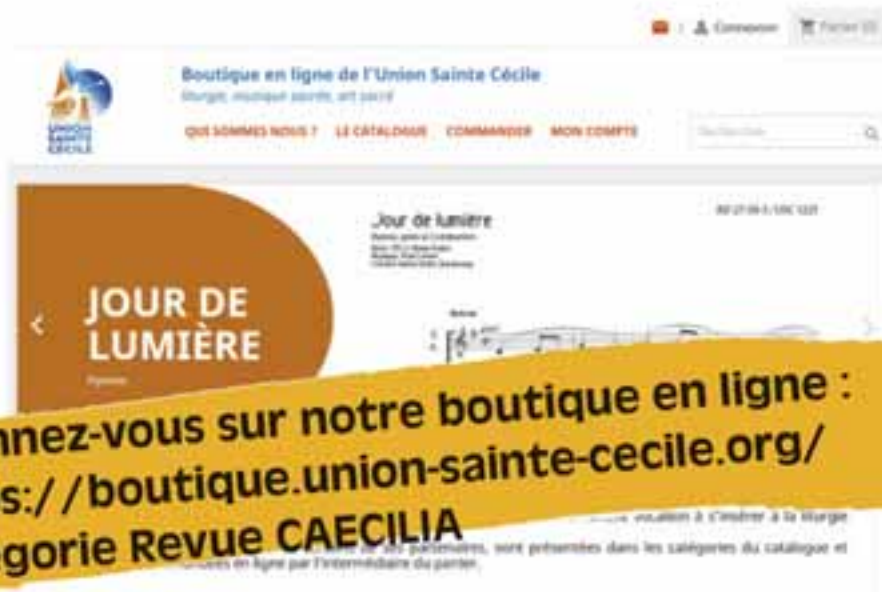 Connexion Panier (0)
Boutique en ligne de l'Union Sainte Cécile
liturgie, musique sacrée, art sacré
UNION
SAINTE
CÉCILE
QUI SOMMES NOUS ? LE CATALOGUE COMMANDER MON COMPTE
Rechercher
Jour de lumière
JOUR DE
LUMIÈRE
nnez-vous sur notre boutique en ligne :
s://boutique.union-sainte-cecile.org/
gorie Revue CAECILIA
vocation à s'insérer à la liturgie
de ses partenaires, sont présentées dans les catégories du catalogue et
en ligne par l'intermédiaire du panier.